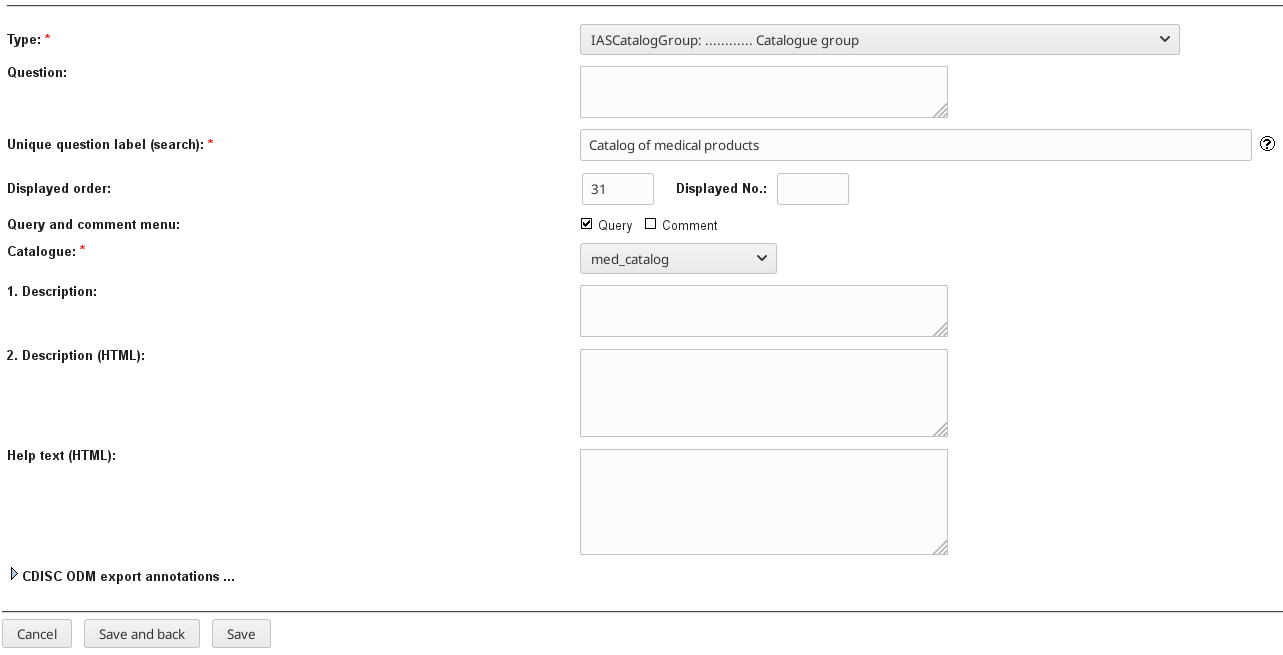 Type: * IASCatalogGroup: ............ Catalogue group
Question:
Unique question label (search): * Catalog of medical products ?
Displayed order: 31 Displayed No.:
Query and comment menu: Query Comment
Catalogue: * med_catalog
1. Description:
2. Description (HTML):
Help text (HTML):
CDISC ODM export annotations ...
Cancel Save and back Save